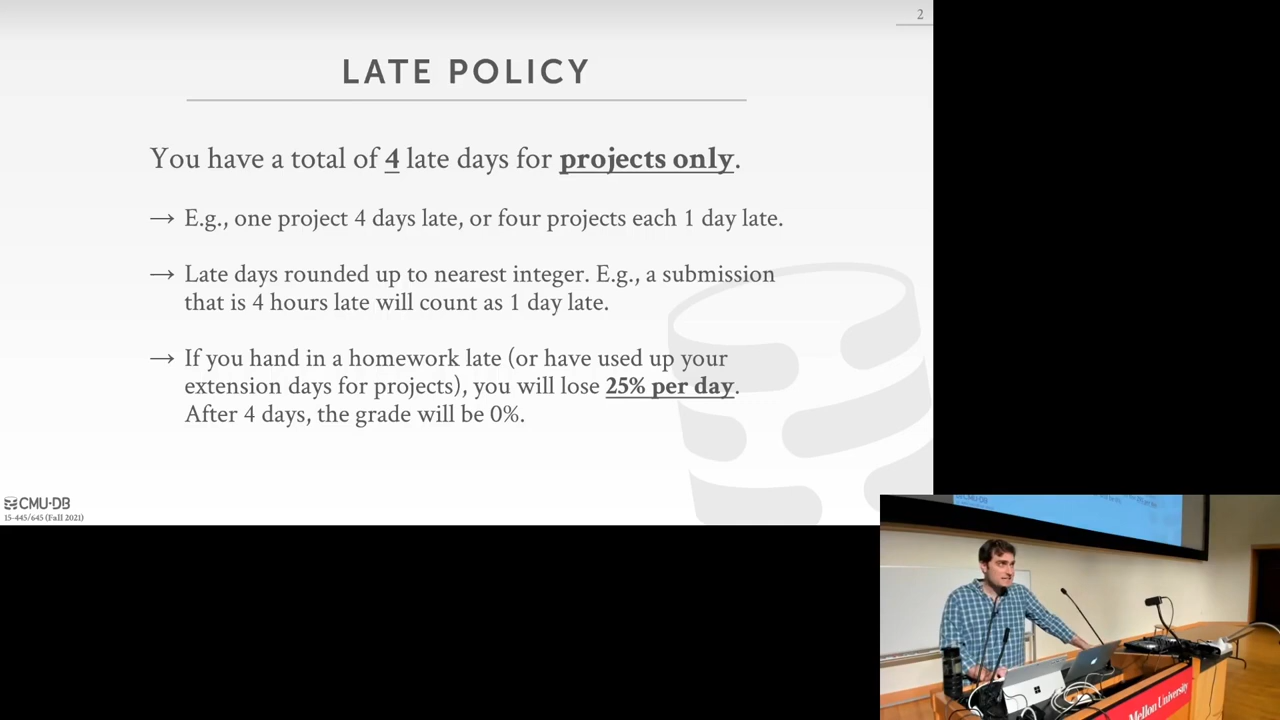 2
LATE POLICY
You have a total of 4 late days for projects only.
→ E.g., one project 4 days late, or four projects each 1 day late.
→ Late days rounded up to nearest integer. E.g., a submission
that is 4 hours late will count as 1 day late.
→ If you hand in a homework late (or have used up your
extension days for projects), you will lose 25% per day.
After 4 days, the grade will be 0%.
CMU·DB
15-445/645 (Fall 2021)
Mellon University